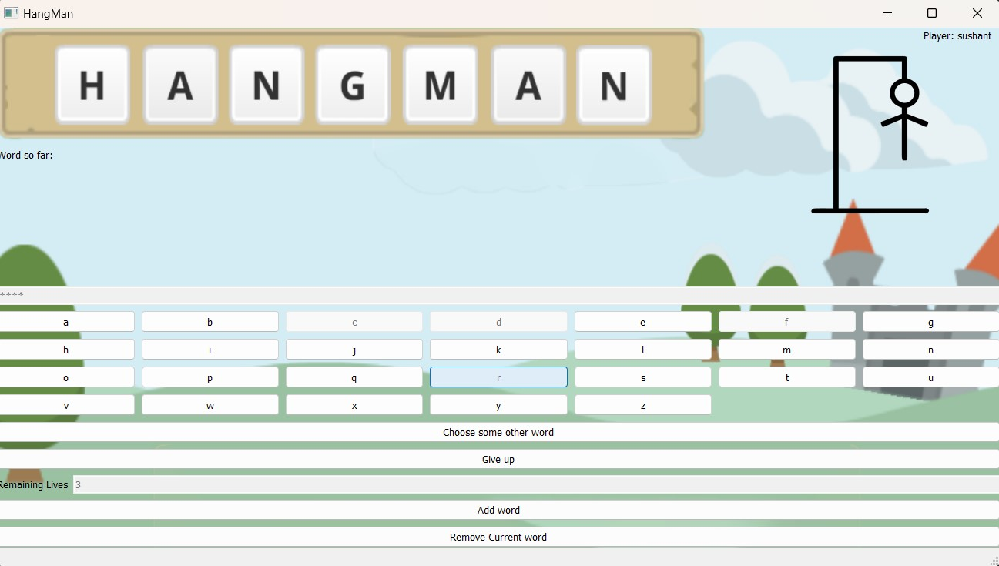 HangMan
Player: sushant
H A N G M A N
Word so far:
****
a b c d e f g
h i j k l m n
o p q r s t u
v w x y z
Choose some other word
Give up
Remaining Lives 3
Add word
Remove Current word